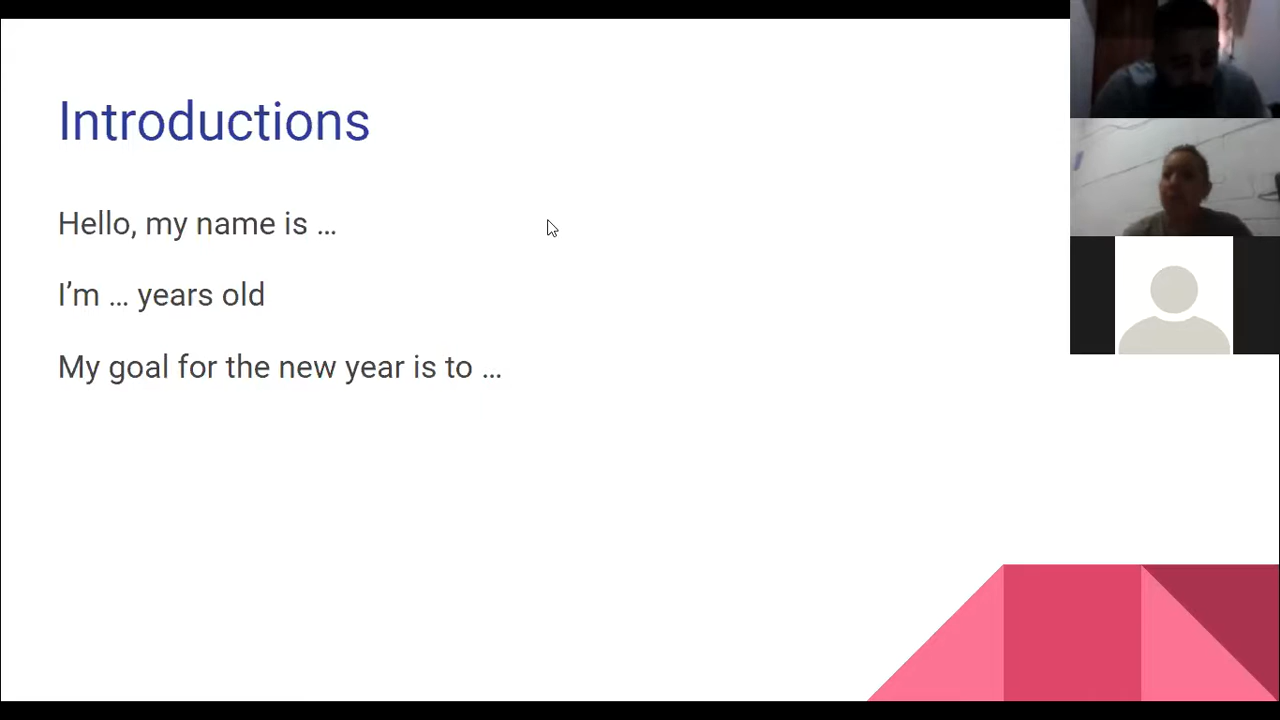 Introductions
Hello, my name is …
I’m … years old
My goal for the new year is to …